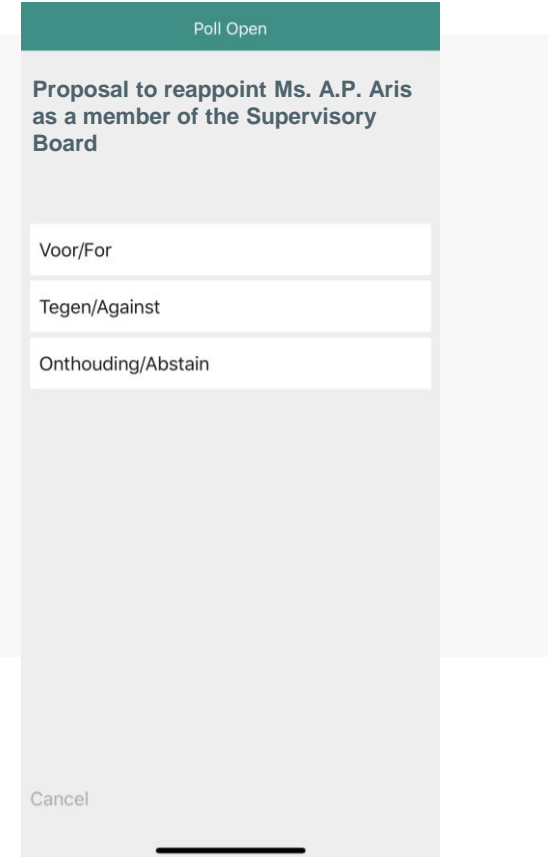 Poll Open
Proposal to reappoint Ms. A.P. Aris
as a member of the Supervisory
Board
Voor/For
Tegen/Against
Onthouding/Abstain
Cancel